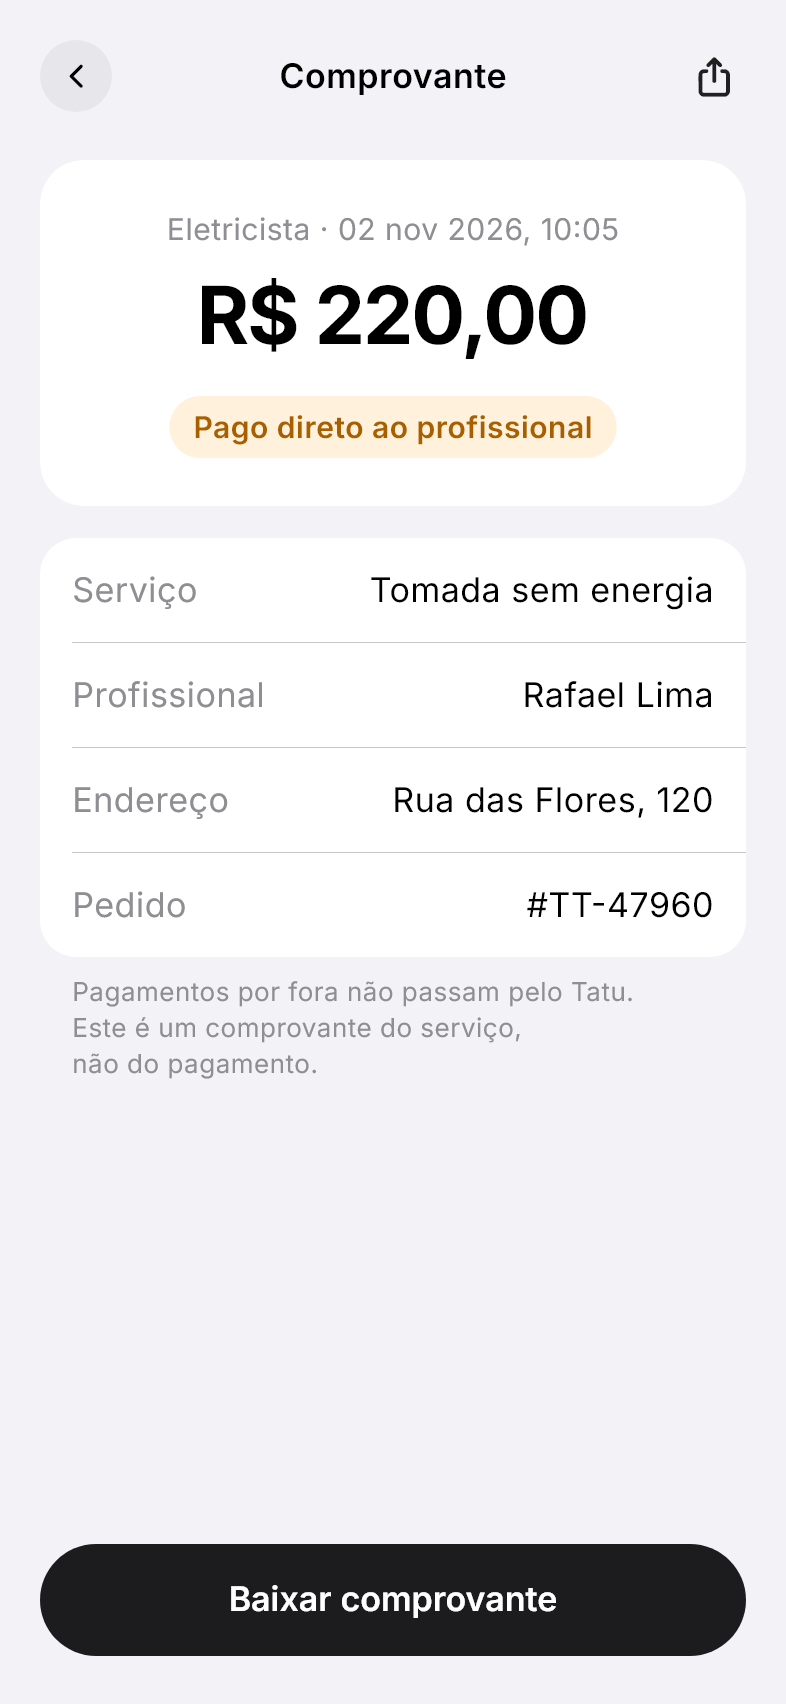 Comprovante
Eletricista · 02 nov 2026, 10:05
R$ 220,00
Pago direto ao profissional
Serviço Tomada sem energia
Profissional Rafael Lima
Endereço Rua das Flores, 120
Pedido #TT-47960
Pagamentos por fora não passam pelo Tatu.
Este é um comprovante do serviço,
não do pagamento.
Baixar comprovante